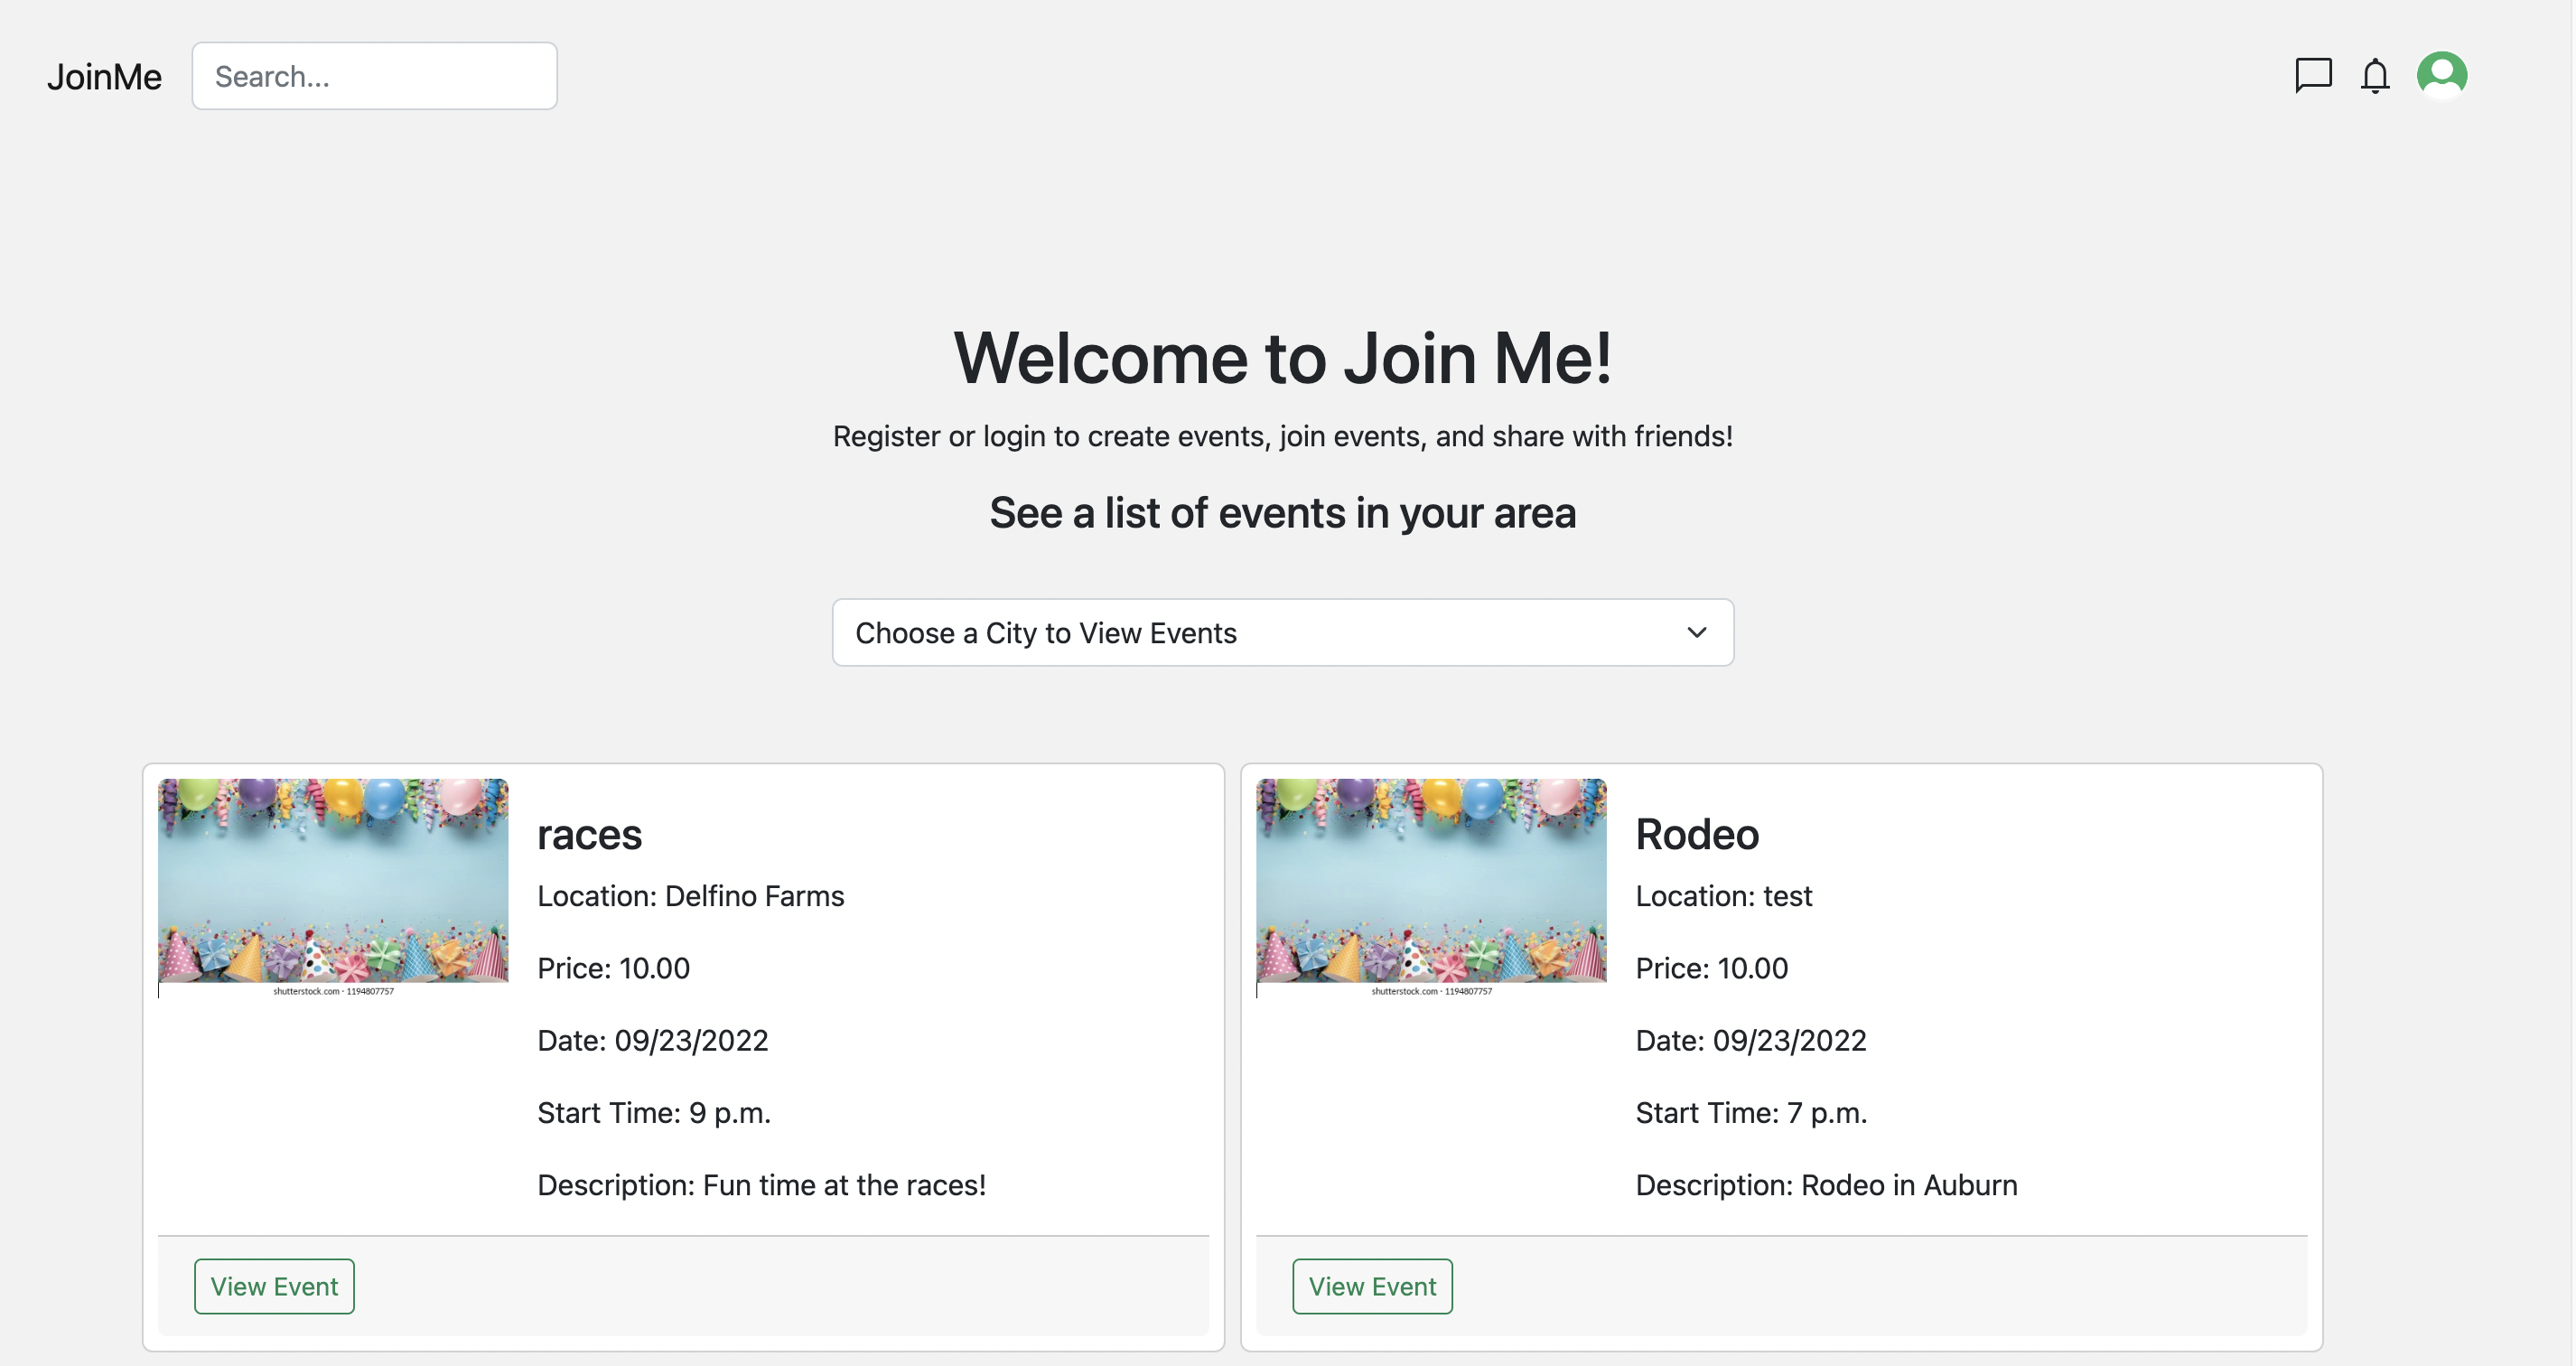 JoinMe
Search...
Welcome to Join Me!
Register or login to create events, join events, and share with friends!
See a list of events in your area
Choose a City to View Events
races
Location: Delfino Farms
Price: 10.00
Date: 09/23/2022
Start Time: 9 p.m.
Description: Fun time at the races!
shutterstock.com · 1194807757
View Event
Rodeo
Location: test
Price: 10.00
Date: 09/23/2022
Start Time: 7 p.m.
Description: Rodeo in Auburn
shutterstock.com · 1194807757
View Event